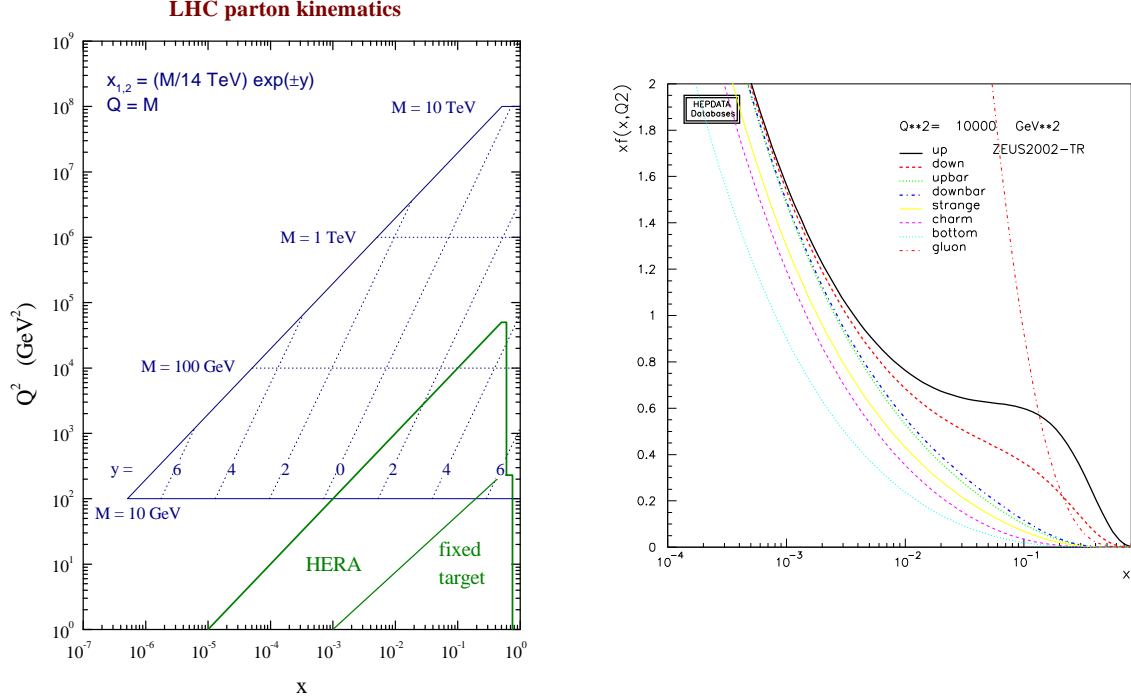 LHC parton kinematics
x₁,₂ = (M/14 TeV) exp(±y)
Q = M
M = 10 TeV
M = 1 TeV
M = 100 GeV
M = 10 GeV
y = 6 4 2 0 2 4 6
HERA
fixed
target
Q² (GeV²)
10⁹
10⁸
10⁷
10⁶
10⁵
10⁴
10³
10²
10¹
10⁰
10⁻⁷ 10⁻⁶ 10⁻⁵ 10⁻⁴ 10⁻³ 10⁻² 10⁻¹ 10⁰
x
xf(x,Q2)
HEPDATA
Databases
Q**2= 10000 GeV**2
up ZEUS2002-TR
down
upbar
downbar
strange
charm
bottom
gluon
2
1.8
1.6
1.4
1.2
1
0.8
0.6
0.4
0.2
0
10⁻⁴ 10⁻³ 10⁻² 10⁻¹
x